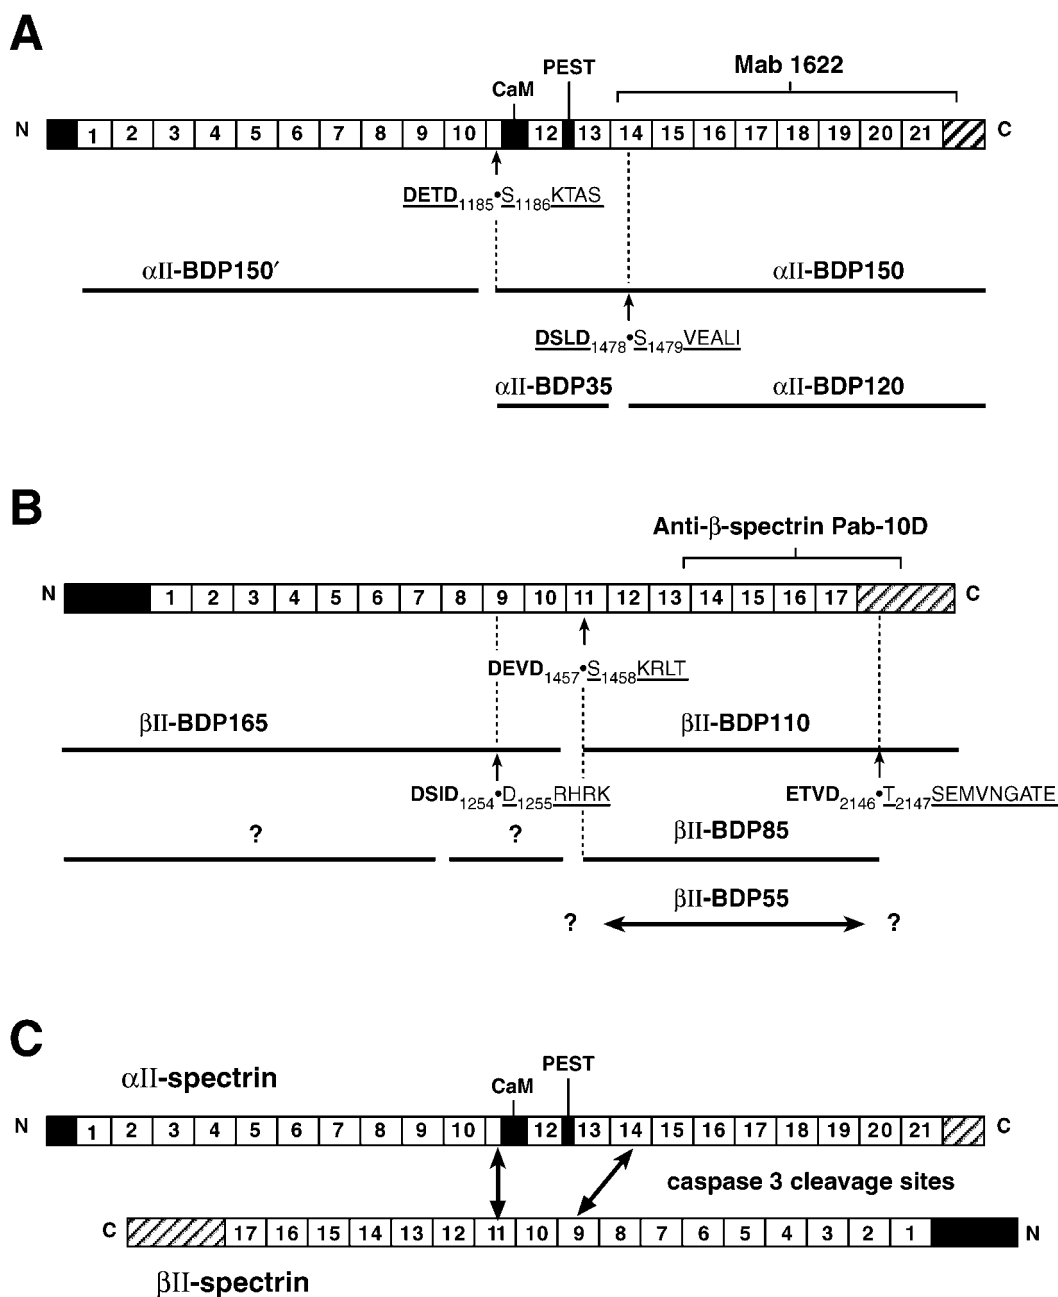 A
PEST
Mab 1622
CaM
N 1 2 3 4 5 6 7 8 9 10 12 13 14 15 16 17 18 19 20 21 C
DETD1185•S1186KTAS
αII-BDP150′ αII-BDP150
DSLD1478•S1479VEALI
αII-BDP35 αII-BDP120
B
Anti-β-spectrin Pab-10D
N 1 2 3 4 5 6 7 8 9 10 11 12 13 14 15 16 17 C
DEVD1457•S1458KRLT
βII-BDP165 βII-BDP110
DSID1254•D1255RHRK ETVD2146•T2147SEMVNGATE
? ? βII-BDP85
βII-BDP55
? ?
C
PEST
αII-spectrin CaM
N 1 2 3 4 5 6 7 8 9 10 12 13 14 15 16 17 18 19 20 21 C
caspase 3 cleavage sites
C 17 16 15 14 13 12 11 10 9 8 7 6 5 4 3 2 1 N
βII-spectrin